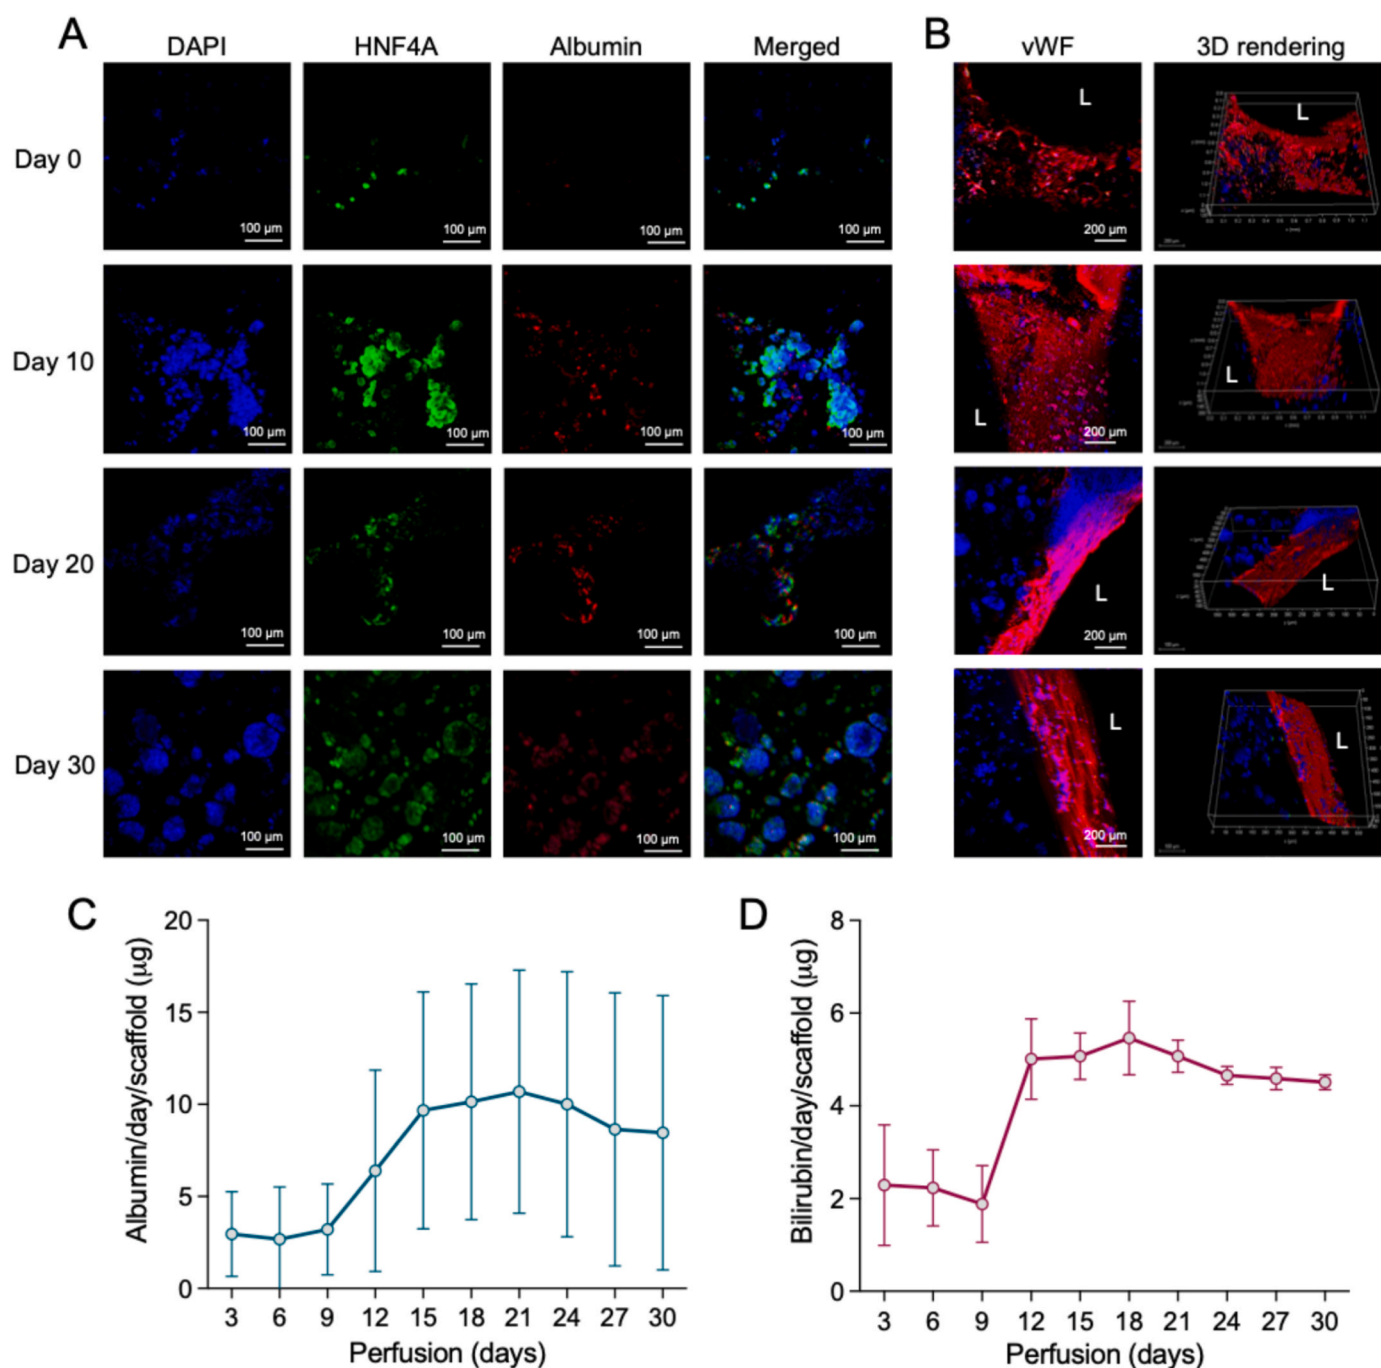 A
DAPI
HNF4A
Albumin
Merged
B
vWF
3D rendering
Day 0
100 µm
100 µm
100 µm
100 µm
L
200 µm
L
Day 10
100 µm
100 µm
100 µm
100 µm
L
200 µm
L
Day 20
100 µm
100 µm
100 µm
100 µm
L
200 µm
L
Day 30
100 µm
100 µm
100 µm
100 µm
L
200 µm
L
C
Albumin/day/scaffold (µg)
20
15
10
5
0
3 6 9 12 15 18 21 24 27 30
Perfusion (days)
D
Bilirubin/day/scaffold (µg)
8
6
4
2
0
3 6 9 12 15 18 21 24 27 30
Perfusion (days)